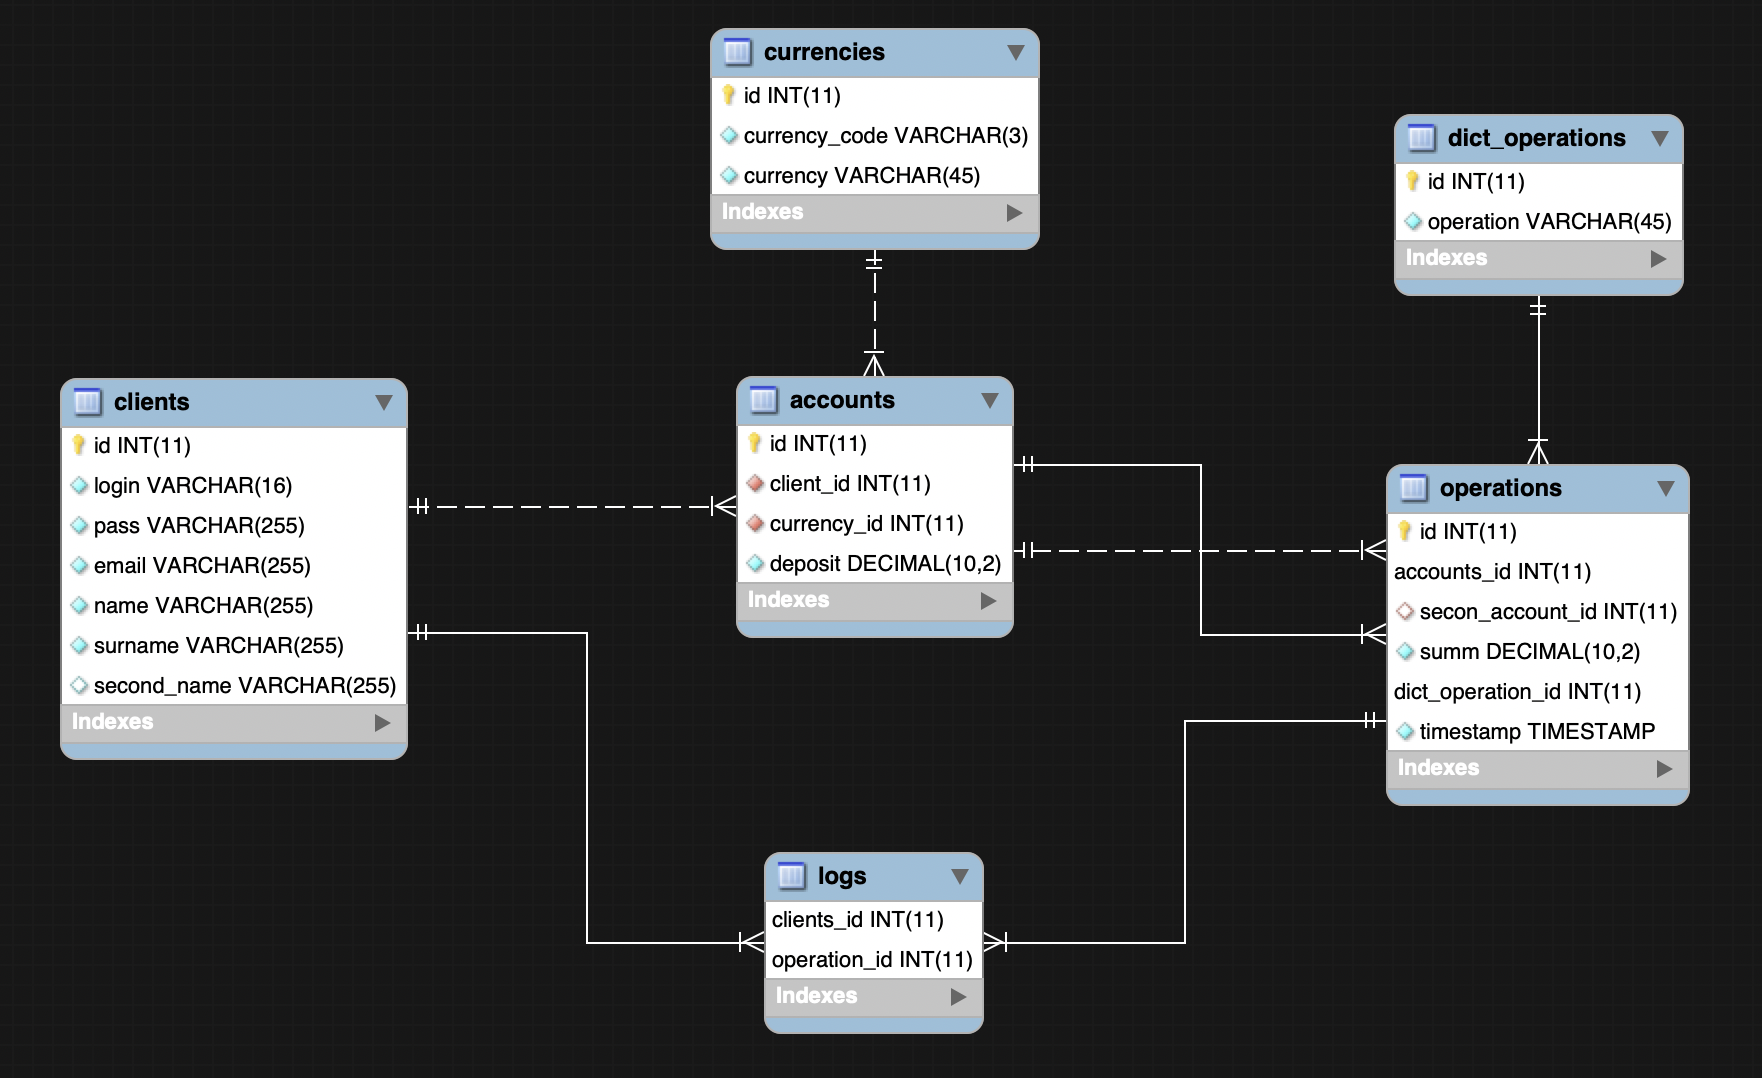 currencies
id INT(11)
currency_code VARCHAR(3)
currency VARCHAR(45)
Indexes
dict_operations
id INT(11)
operation VARCHAR(45)
Indexes
clients
id INT(11)
login VARCHAR(16)
pass VARCHAR(255)
email VARCHAR(255)
name VARCHAR(255)
surname VARCHAR(255)
second_name VARCHAR(255)
Indexes
accounts
id INT(11)
client_id INT(11)
currency_id INT(11)
deposit DECIMAL(10,2)
Indexes
operations
id INT(11)
accounts_id INT(11)
secon_account_id INT(11)
summ DECIMAL(10,2)
dict_operation_id INT(11)
timestamp TIMESTAMP
Indexes
logs
clients_id INT(11)
operation_id INT(11)
Indexes